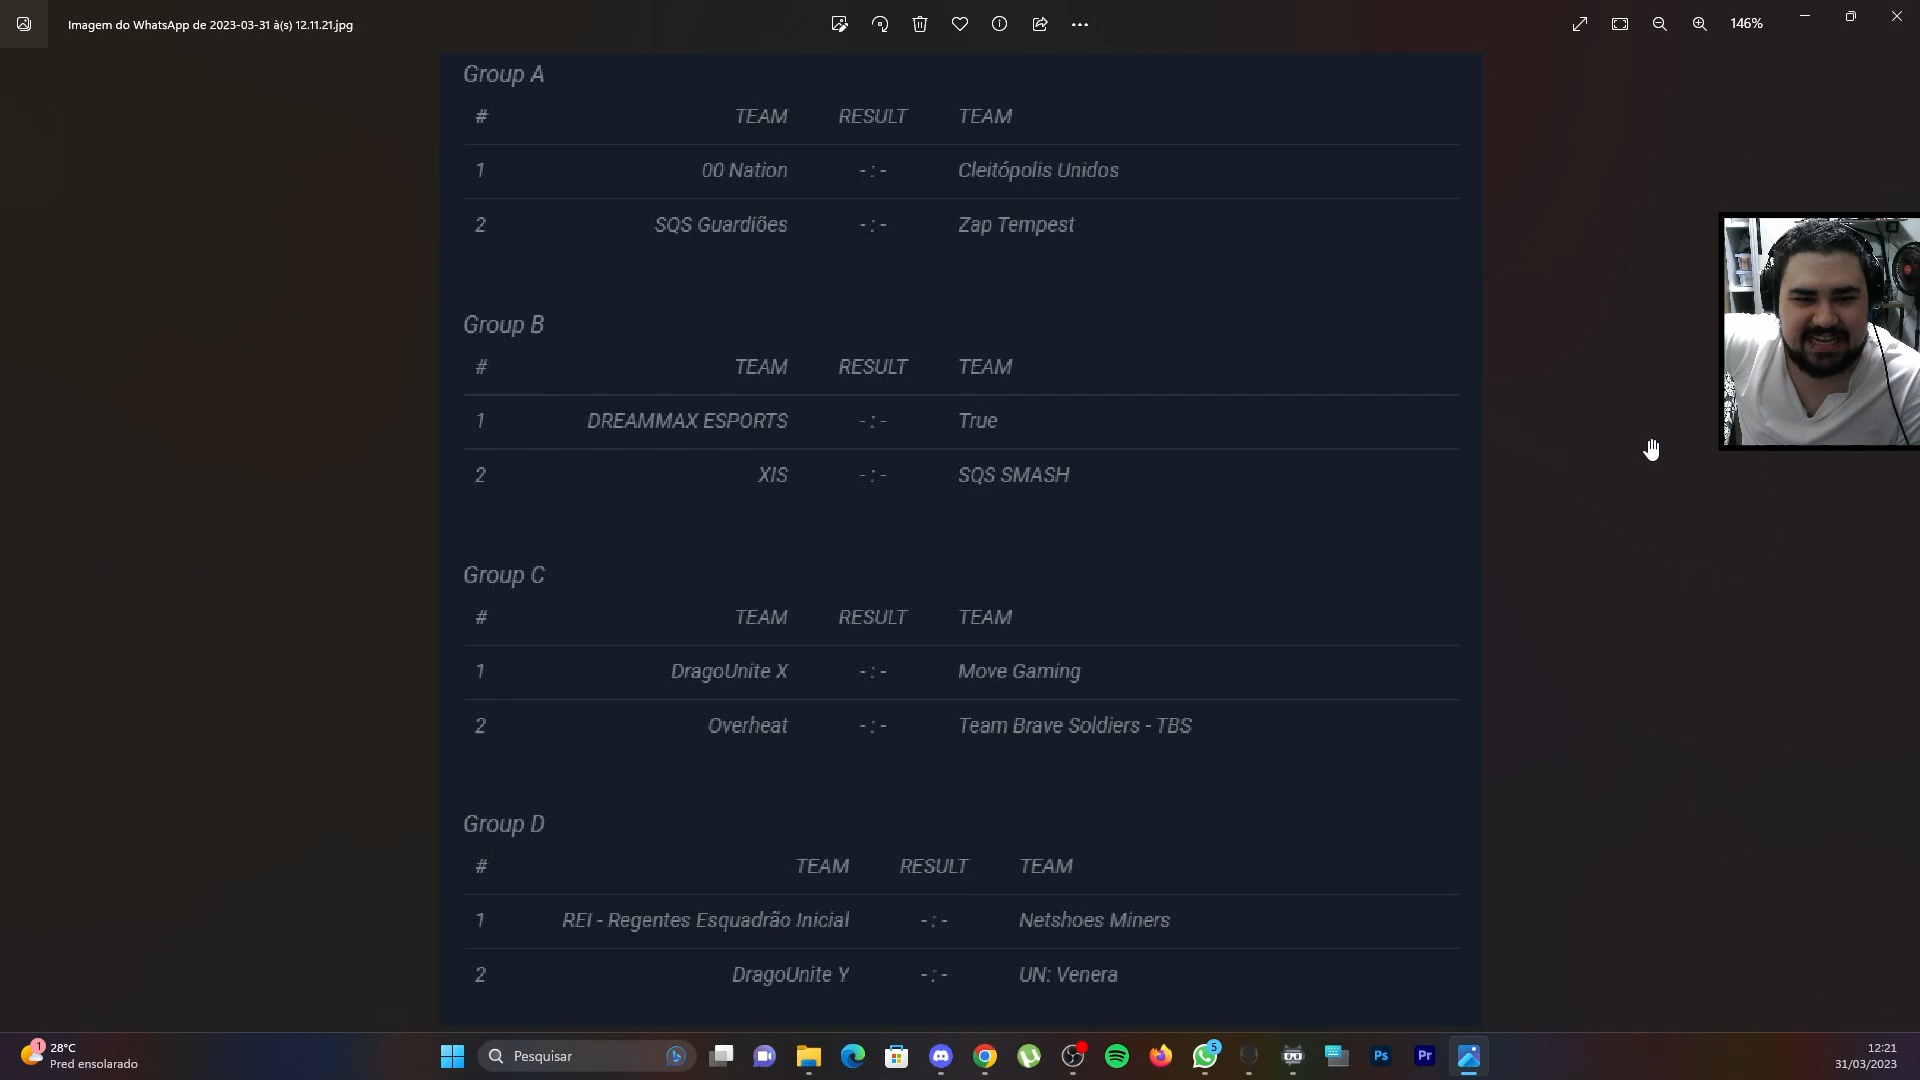 Imagem do WhatsApp de 2023-03-31 à(s) 12.11.21.jpg
146%
Group A
# TEAM RESULT TEAM
1 00 Nation - : - Cleitópolis Unidos
2 SQS Guardiões - : - Zap Tempest
Group B
# TEAM RESULT TEAM
1 DREAMMAX ESPORTS - : - True
2 XIS - : - SQS SMASH
Group C
# TEAM RESULT TEAM
1 DragoUnite X - : - Move Gaming
2 Overheat - : - Team Brave Soldiers - TBS
Group D
# TEAM RESULT TEAM
1 REI - Regentes Esquadrão Inicial - : - Netshoes Miners
2 DragoUnite Y - : - UN: Venera
1
28°C
Pred ensolarado
Pesquisar
5
Ps
Pr
12:21
31/03/2023